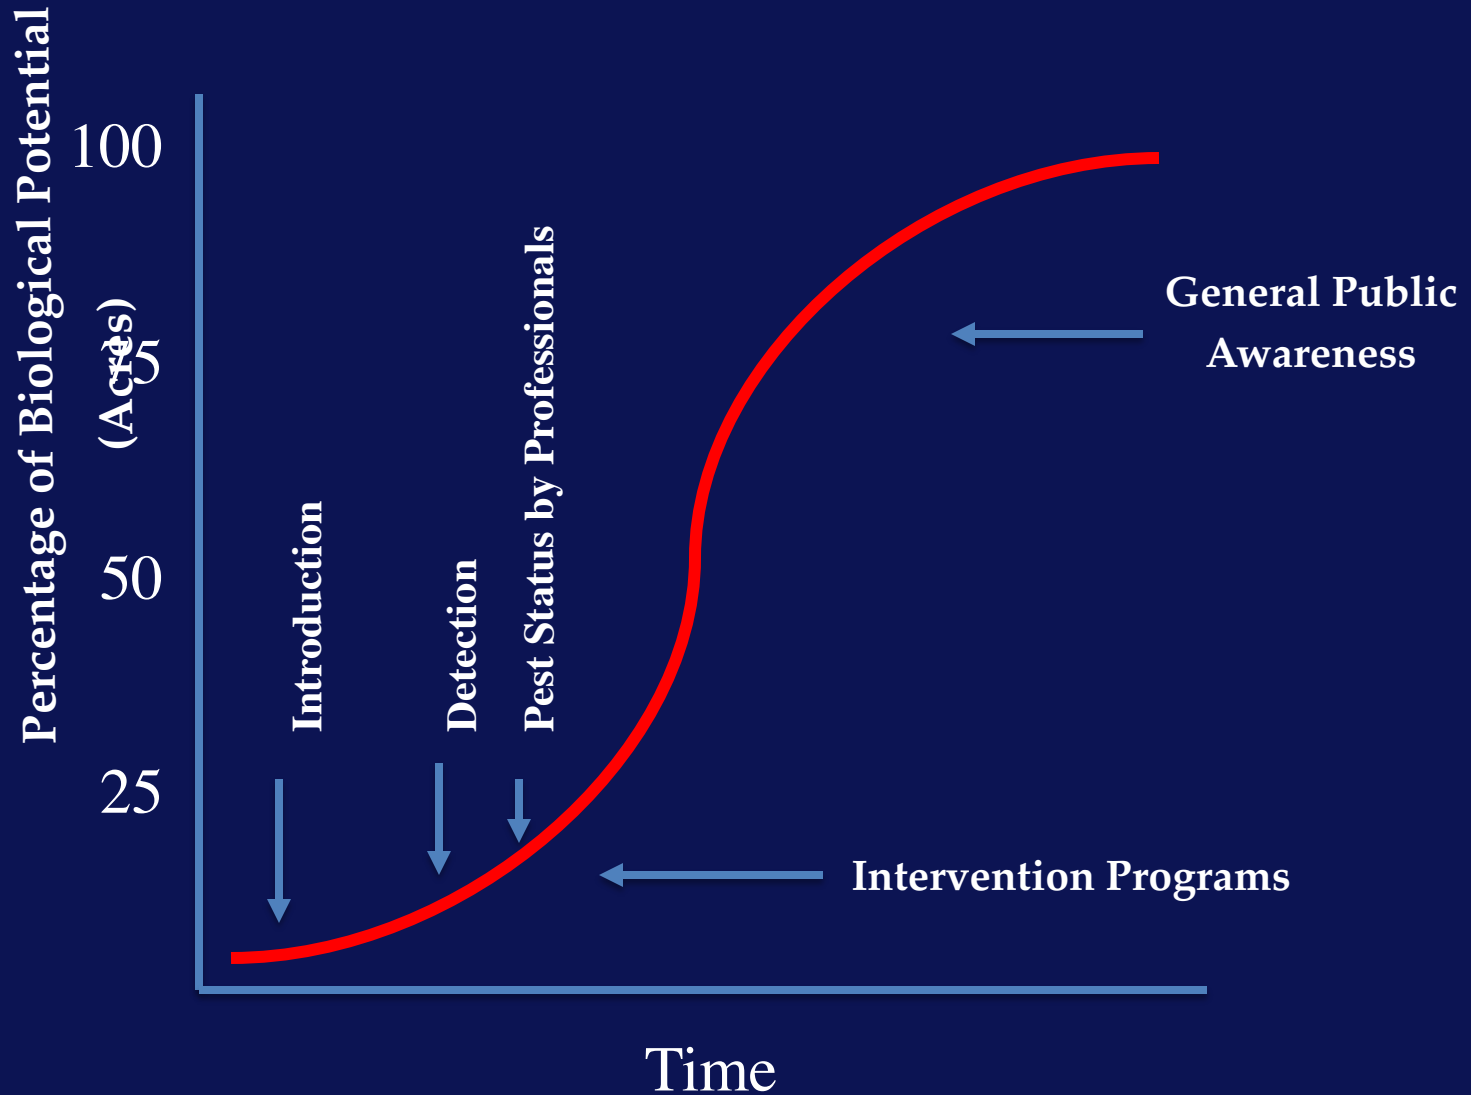 Percentage of Biological Potential
(Acres)
100
75
50
25
Introduction
Detection
Pest Status by Professionals
General Public
Awareness
Intervention Programs
Time